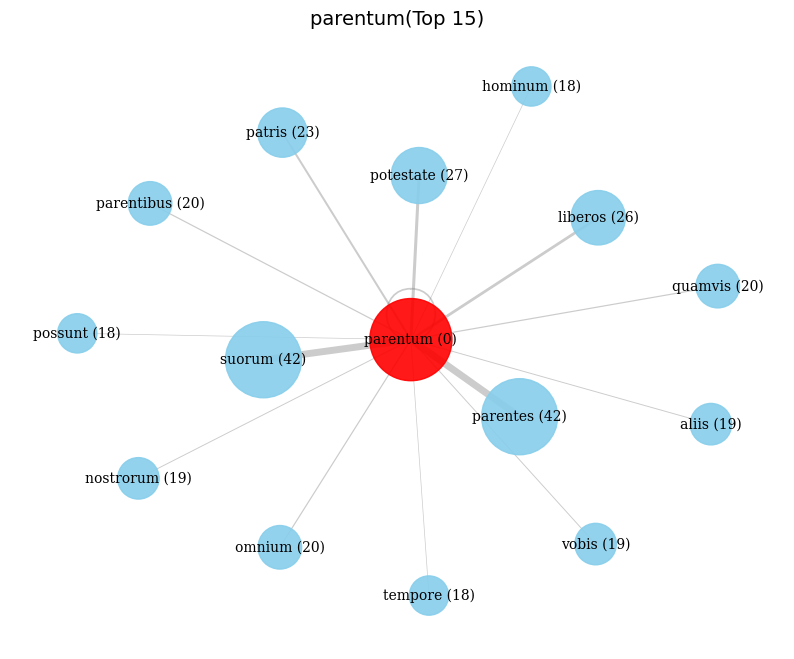 parentum(Top 15)
hominum (18)
patris (23)
potestate (27)
parentibus (20)
liberos (26)
quamvis (20)
possunt (18)
parentum (0)
suorum (42)
parentes (42)
aliis (19)
nostrorum (19)
omnium (20)
vobis (19)
tempore (18)